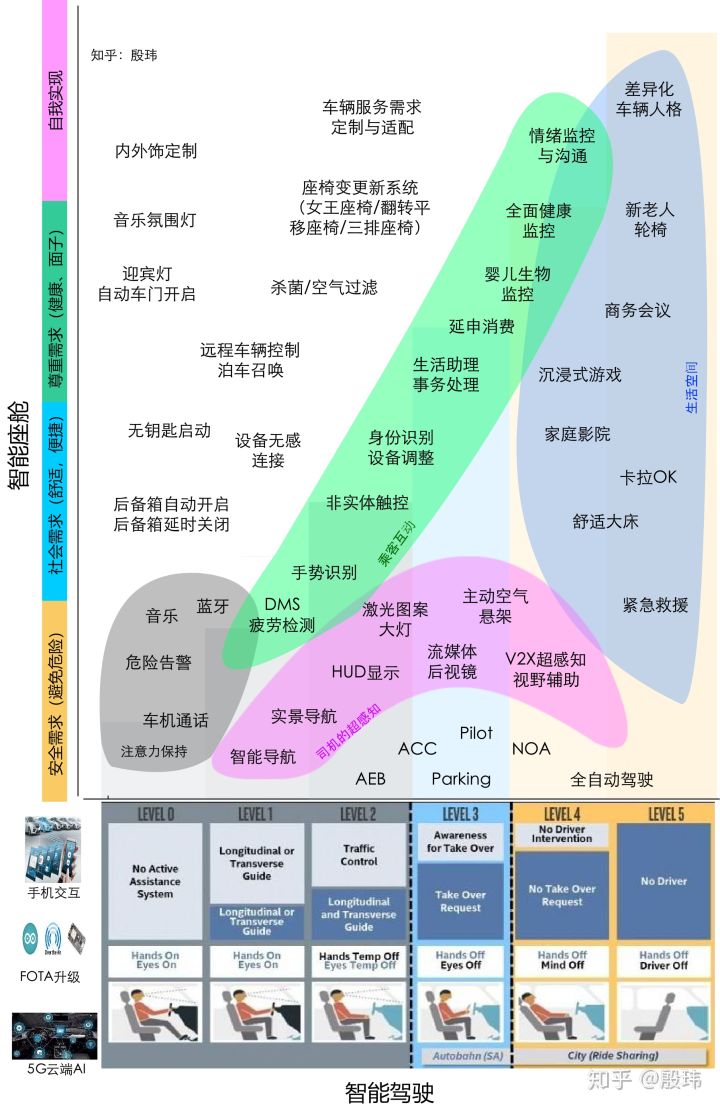 知乎：殷玮
自我实现
尊重需求（健康、面子）
社会需求（舒适，便捷）
安全需求（避免危险）
智能座舱
差异化
车辆人格
车辆服务需求
定制与适配
情绪监控
与沟通
内外饰定制
座椅变更新系统
（女王座椅/翻转平
移座椅/三排座椅）
音乐氛围灯
全面健康
监控
新老人
轮椅
迎宾灯
自动车门开启
杀菌/空气过滤
婴儿生物
监控
商务会议
延申消费
远程车辆控制
泊车召唤
生活助理
事务处理
沉浸式游戏
生活空间
无钥匙启动
设备无感
连接
身份识别
设备调整
家庭影院
卡拉OK
后备箱自动开启
后备箱延时关闭
非实体触控
舒适大床
乘客互动
手势识别
音乐
蓝牙
DMS
疲劳检测
激光图案
大灯
主动空气
悬架
紧急救援
危险告警
HUD显示
流媒体
后视镜
V2X超感知
视野辅助
车机通话
实景导航
司机的超感知
注意力保持
智能导航
ACC
Pilot
NOA
AEB
Parking
全自动驾驶
LEVEL 0
LEVEL 1
LEVEL 2
LEVEL 3
LEVEL 4
LEVEL 5
No Active
Assistance
System
Longitudinal or
Transverse
Guide
Longitudinal or
Transverse
Guide
Traffic
Control
Longitudinal
and Transverse
Guide
Awareness
for Take Over
Take Over
Request
No Driver
Intervention
No Take Over
Request
No Driver
Hands On
Eyes On
Hands On
Eyes On
Hands Temp Off
Eyes Temp Off
Hands Off
Eyes Off
Hands Off
Mind Off
Hands Off
Driver Off
Autobahn (SA)
City (Ride Sharing)
手机交互
FOTA升级
5G云端AI
智能驾驶
知乎 @殷玮